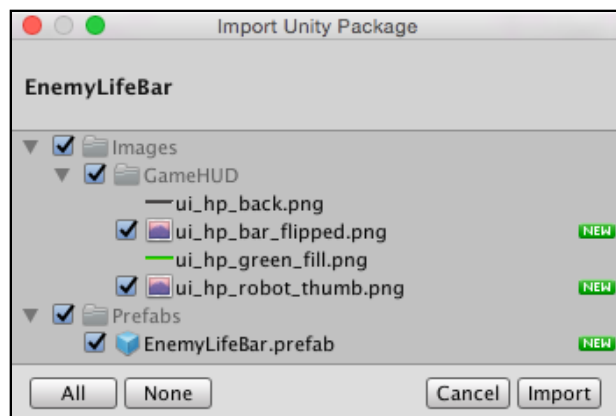 Import Unity Package
EnemyLifeBar
Images
GameHUD
ui_hp_back.png
ui_hp_bar_flipped.png NEW
ui_hp_green_fill.png
ui_hp_robot_thumb.png NEW
Prefabs
EnemyLifeBar.prefab NEW
All None Cancel Import